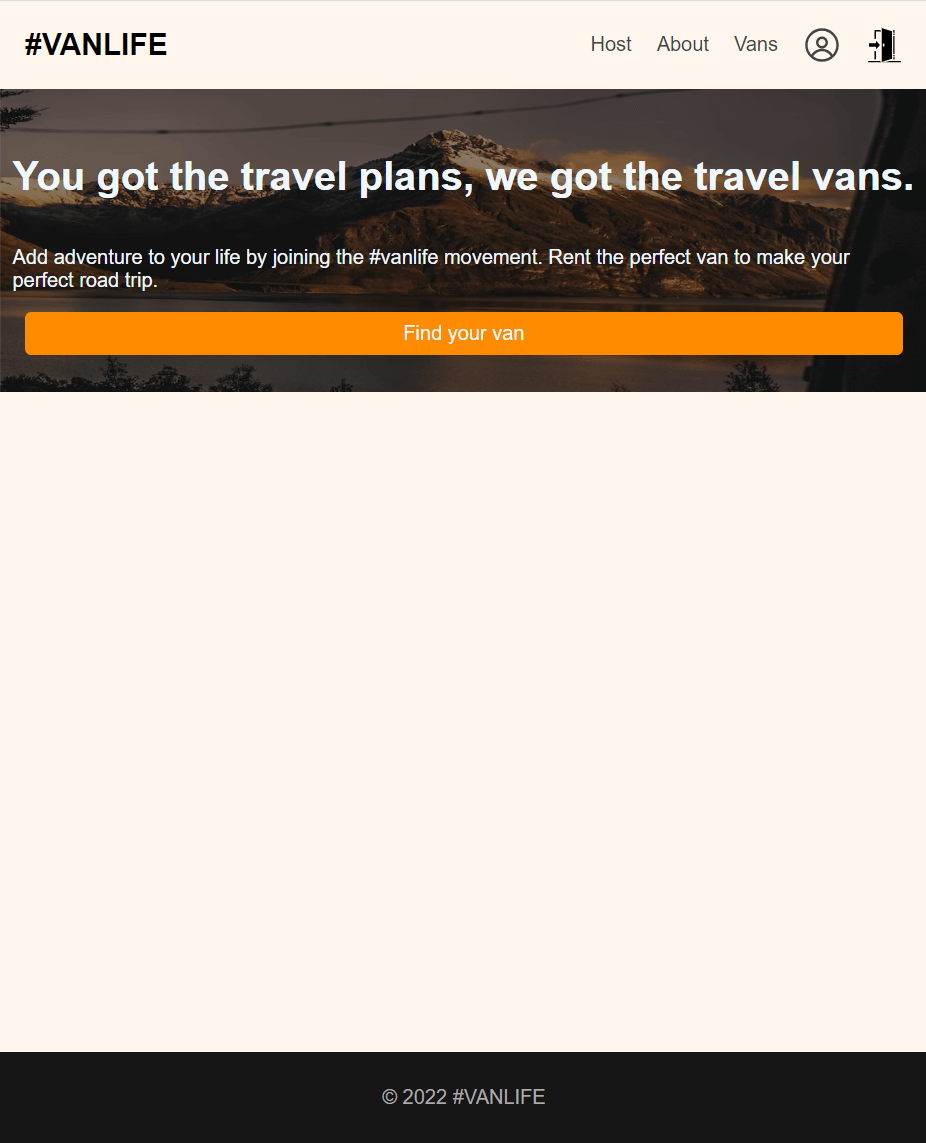 #VANLIFE
Host About Vans
You got the travel plans, we got the travel vans.
Add adventure to your life by joining the #vanlife movement. Rent the perfect van to make your
perfect road trip.
Find your van
© 2022 #VANLIFE